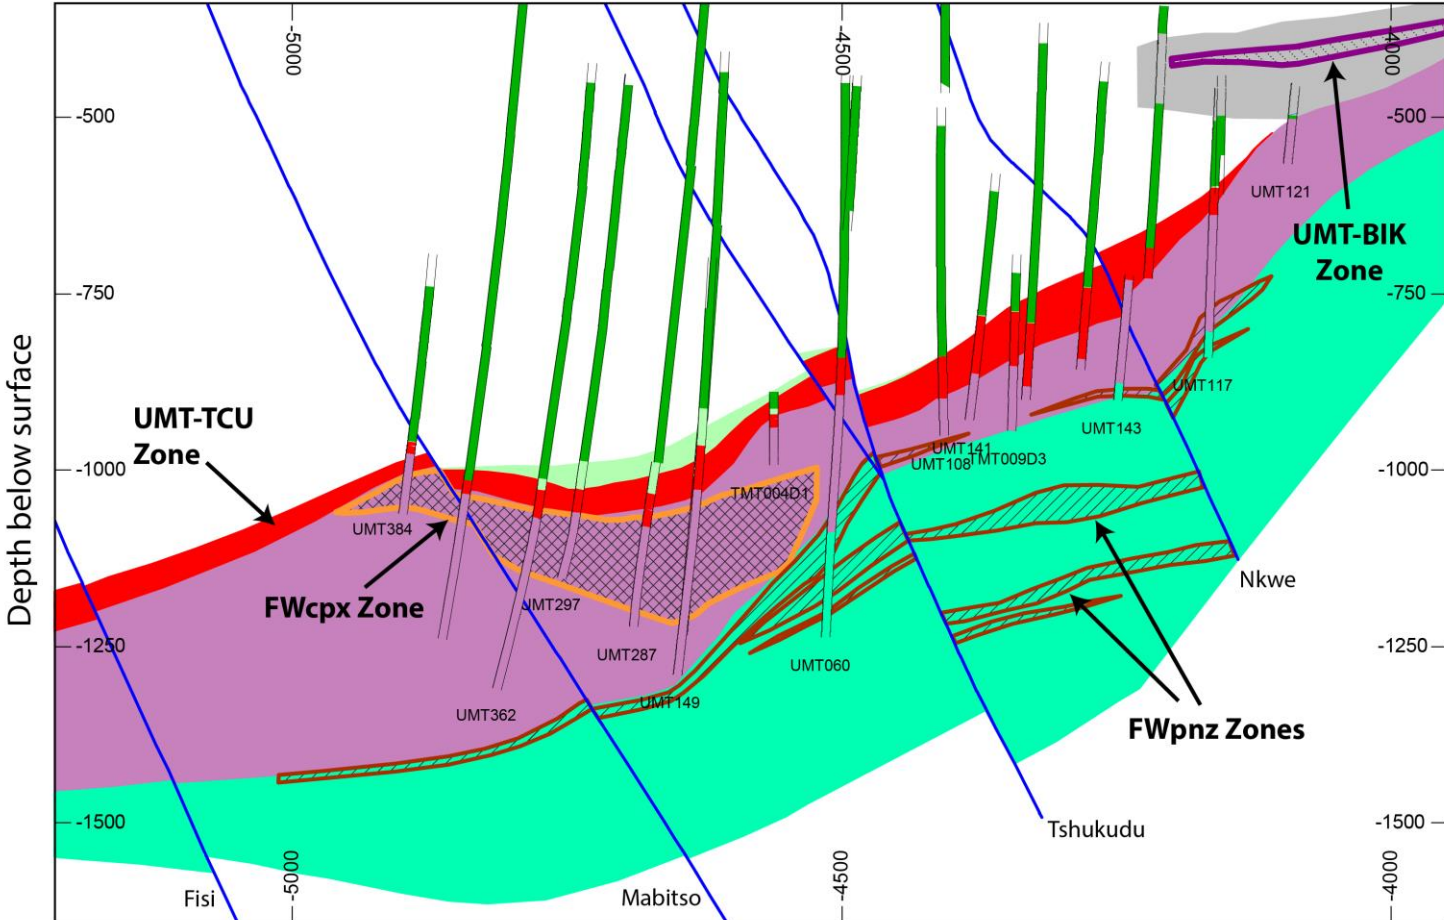 -5000
-4500
-4000
-500
-500
UMT121
UMT-BIK
Zone
-750
-750
Depth below surface
UMT117
UMT-TCU
Zone
UMT143
UMT141
UMT108
TMT009D3
-1000
-1000
TMT004D1
UMT384
FWcpx Zone
UMT297
Nkwe
-1250
-1250
UMT287
UMT060
UMT149
UMT362
FWpnz Zones
-1500
-1500
Tshukudu
-5000
-4500
-4000
Fisi
Mabitso